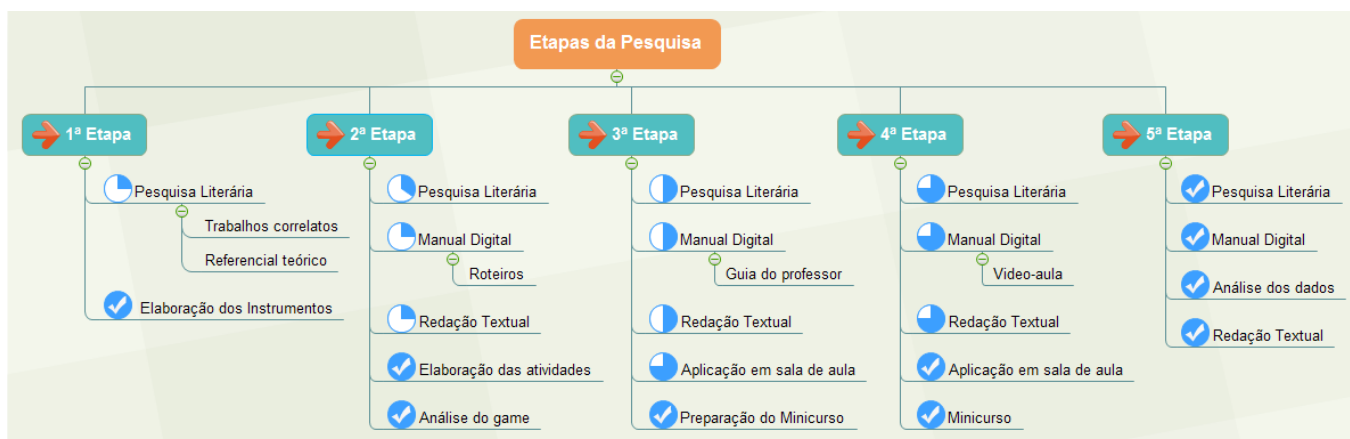 Etapas da Pesquisa
1ª Etapa
Pesquisa Literária
Trabalhos correlatos
Referencial teórico
Elaboração dos Instrumentos
2ª Etapa
Pesquisa Literária
Manual Digital
Roteiros
Redação Textual
Elaboração das atividades
Análise do game
3ª Etapa
Pesquisa Literária
Manual Digital
Guia do professor
Redação Textual
Aplicação em sala de aula
Preparação do Minicurso
4ª Etapa
Pesquisa Literária
Manual Digital
Video-aula
Redação Textual
Aplicação em sala de aula
Minicurso
5ª Etapa
Pesquisa Literária
Manual Digital
Análise dos dados
Redação Textual